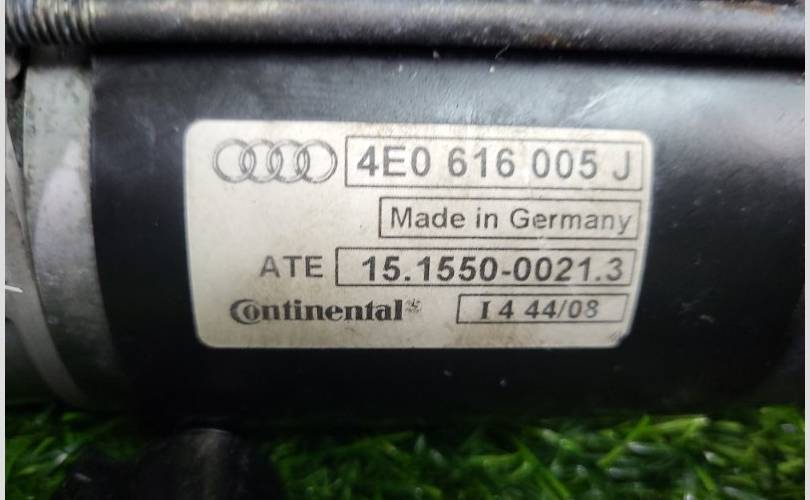 4E0 616 005 J
Made in Germany
ATE 15.1550-0021.3
Continental I 4 44/08